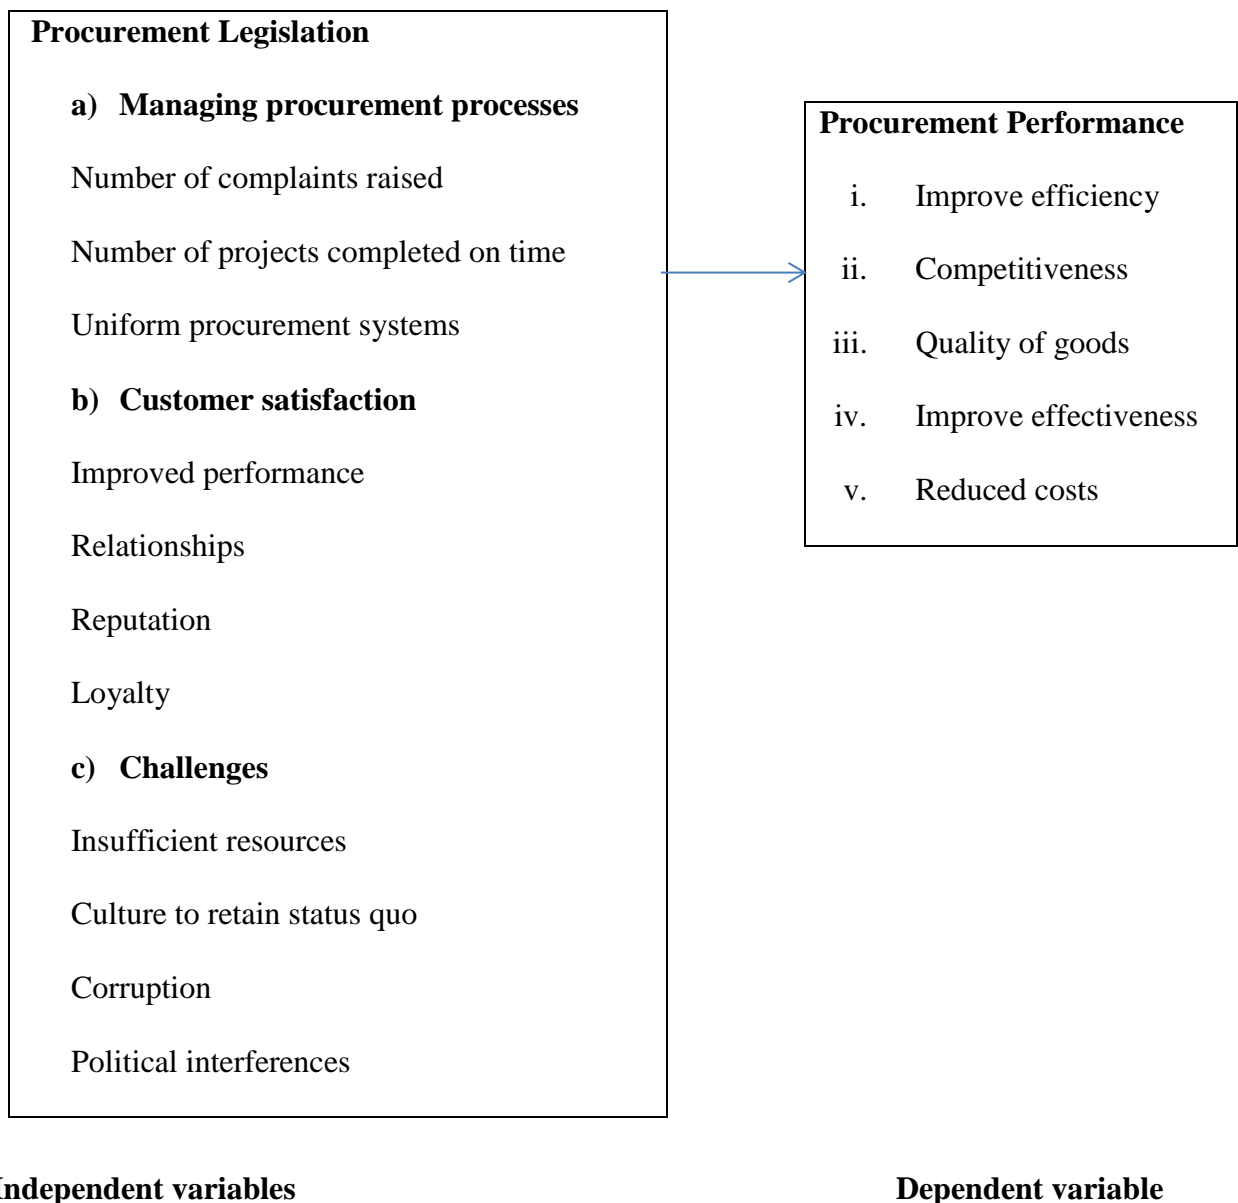 Procurement Legislation
a) Managing procurement processes
Number of complaints raised
Number of projects completed on time
Uniform procurement systems
b) Customer satisfaction
Improved performance
Relationships
Reputation
Loyalty
c) Challenges
Insufficient resources
Culture to retain status quo
Corruption
Political interferences
Procurement Performance
i. Improve efficiency
ii. Competitiveness
iii. Quality of goods
iv. Improve effectiveness
v. Reduced costs
Independent variables
Dependent variable